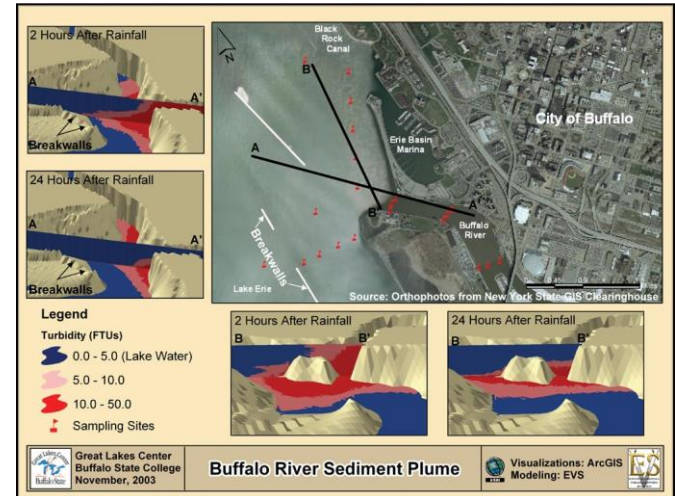 2 Hours After Rainfall
A
A'
Breakwalls
24 Hours After Rainfall
A
A'
Breakwalls
Legend
Turbidity (FTUs)
0.0 - 5.0 (Lake Water)
5.0 - 10.0
10.0 - 50.0
Sampling Sites
N
Black
Rock
Canal
B'
A
Erie Basin
Marina
City of Buffalo
B
A'
Buffalo
River
Breakwalls
Lake Erie
Source: Orthophotos from New York State GIS Clearinghouse
2 Hours After Rainfall
B
B'
24 Hours After Rainfall
B
B'
Great Lakes Center
Buffalo State College
November, 2003
Buffalo River Sediment Plume
Visualizations: ArcGIS
Modeling: EVS